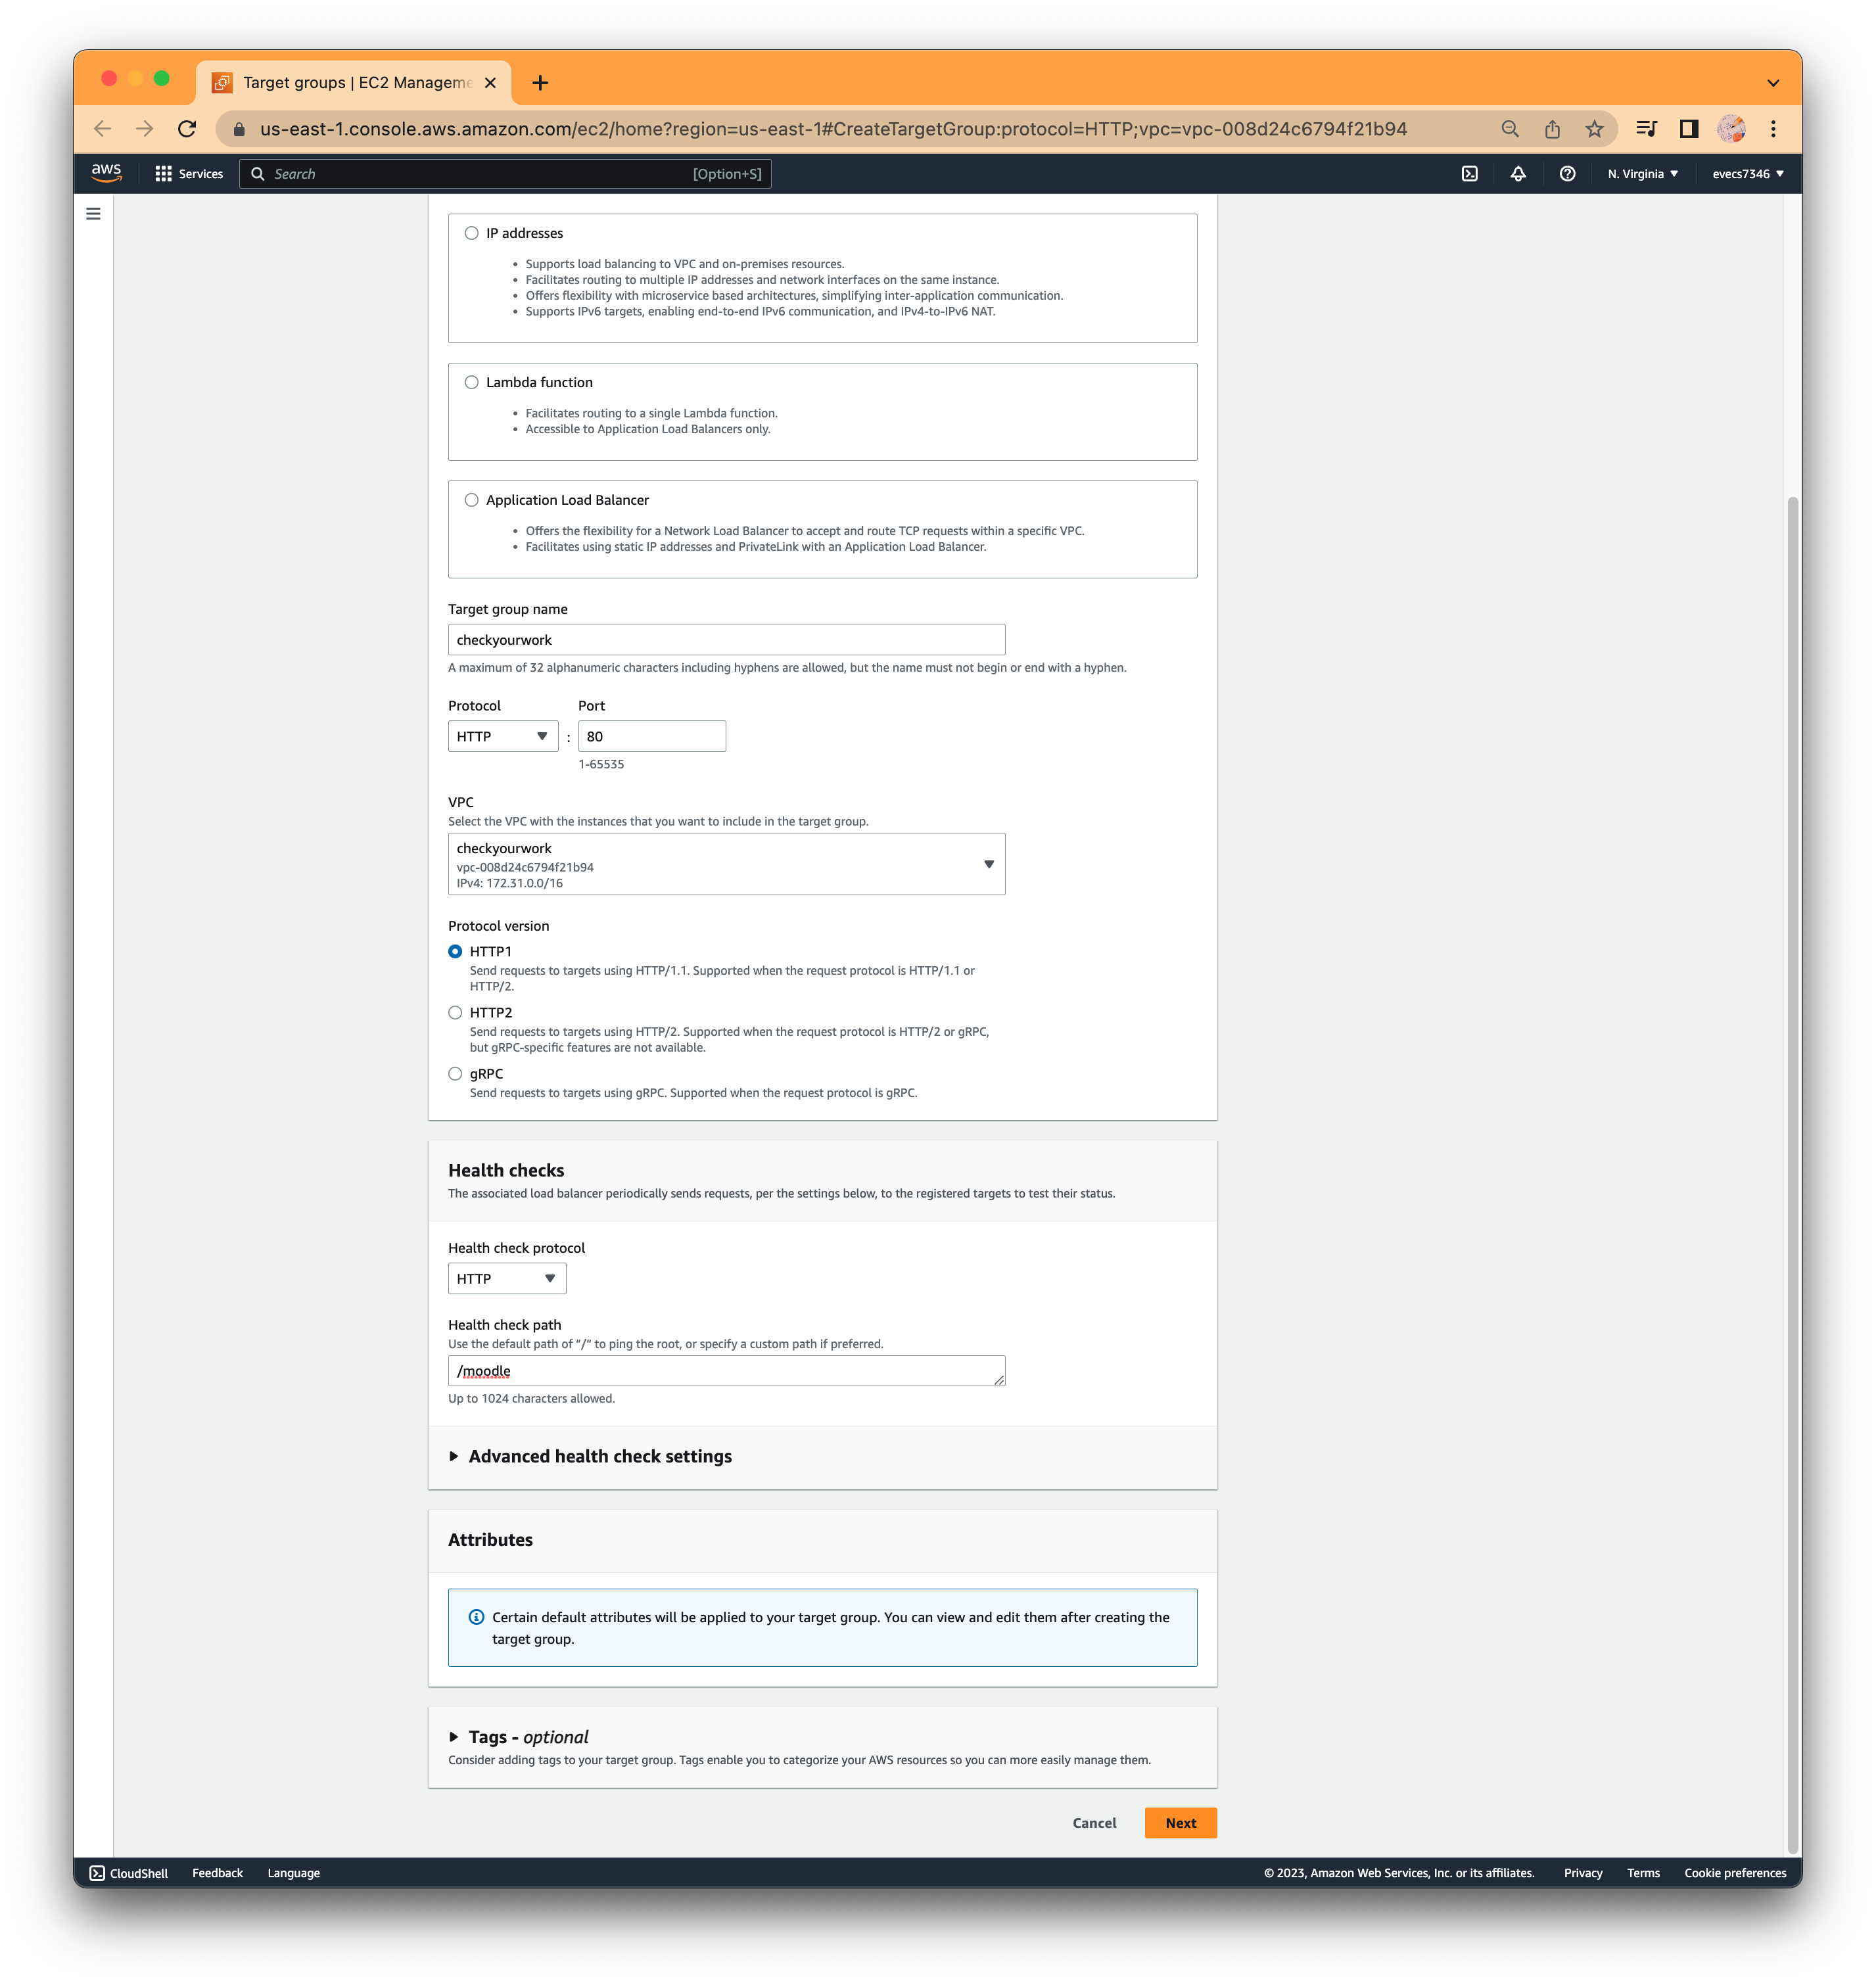 Target groups | EC2 Manageme
us-east-1.console.aws.amazon.com/ec2/home?region=us-east-1#CreateTargetGroup:protocol=HTTP;vpc=vpc-008d24c6794f21b94
aws Services Search [Option+S] N. Virginia evecs7346
IP addresses
• Supports load balancing to VPC and on-premises resources.
• Facilitates routing to multiple IP addresses and network interfaces on the same instance.
• Offers flexibility with microservice based architectures, simplifying inter-application communication.
• Supports IPv6 targets, enabling end-to-end IPv6 communication, and IPv4-to-IPv6 NAT.
Lambda function
• Facilitates routing to a single Lambda function.
• Accessible to Application Load Balancers only.
Application Load Balancer
• Offers the flexibility for a Network Load Balancer to accept and route TCP requests within a specific VPC.
• Facilitates using static IP addresses and PrivateLink with an Application Load Balancer.
Target group name
checkyourwork
A maximum of 32 alphanumeric characters including hyphens are allowed, but the name must not begin or end with a hyphen.
Protocol Port
HTTP : 80
1-65535
VPC
Select the VPC with the instances that you want to include in the target group.
checkyourwork
vpc-008d24c6794f21b94
IPv4: 172.31.0.0/16
Protocol version
HTTP1
Send requests to targets using HTTP/1.1. Supported when the request protocol is HTTP/1.1 or
HTTP/2.
HTTP2
Send requests to targets using HTTP/2. Supported when the request protocol is HTTP/2 or gRPC,
but gRPC-specific features are not available.
gRPC
Send requests to targets using gRPC. Supported when the request protocol is gRPC.
Health checks
The associated load balancer periodically sends requests, per the settings below, to the registered targets to test their status.
Health check protocol
HTTP
Health check path
Use the default path of “/” to ping the root, or specify a custom path if preferred.
/moodle
Up to 1024 characters allowed.
Advanced health check settings
Attributes
Certain default attributes will be applied to your target group. You can view and edit them after creating the
target group.
Tags - optional
Consider adding tags to your target group. Tags enable you to categorize your AWS resources so you can more easily manage them.
Cancel Next
CloudShell Feedback Language © 2023, Amazon Web Services, Inc. or its affiliates. Privacy Terms Cookie preferences